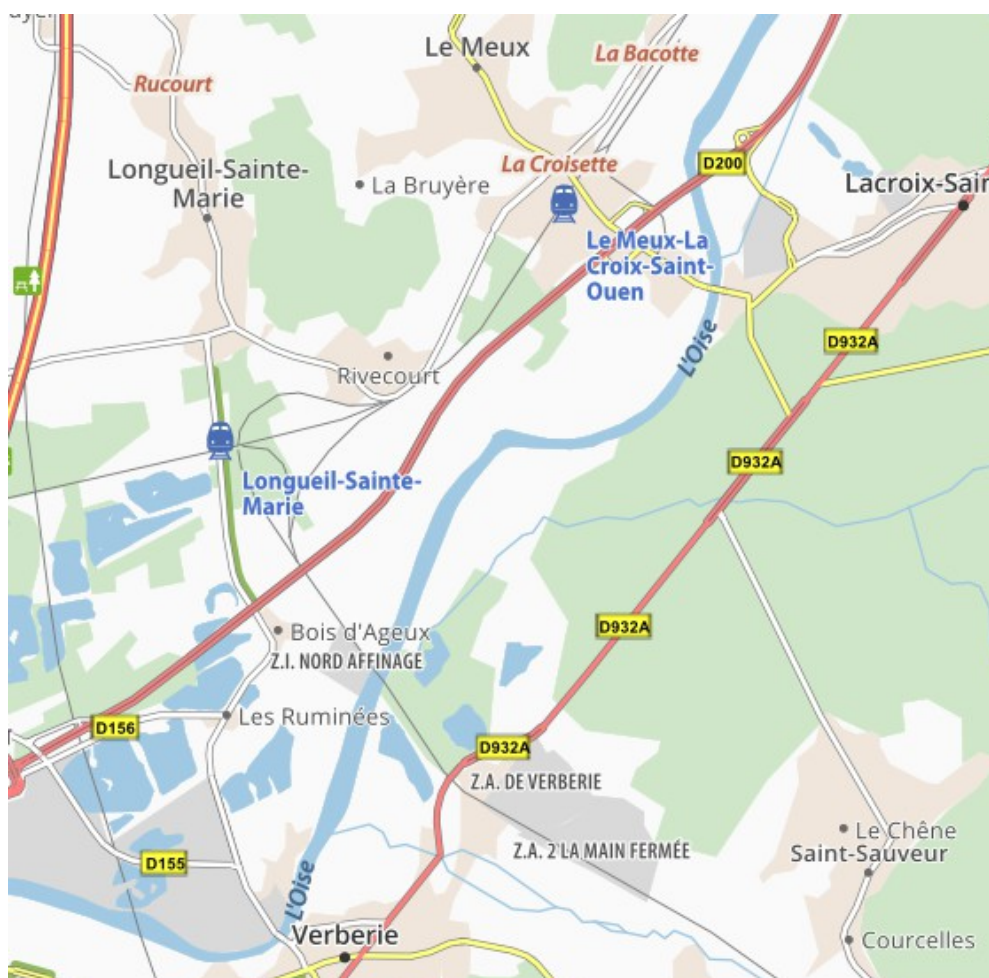 Le Meux
La Bacotte
Rucourt
Longueil-Sainte-
Marie
La Bruyère
La Croisette
D200
Le Meux-La
Croix-Saint-
Ouen
D932A
L'Oise
Rivecourt
D932A
Longueil-Sainte-
Marie
D932A
Bois d'Ageux
Z.I. NORD AFFINAGE
Les Ruminées
D156
D932A
Z.A. DE VERBERIE
Z.A. 2 LA MAIN FERMÉE
Le Chêne
Saint-Sauveur
D155
L'Oise
Verberie
Courcelles